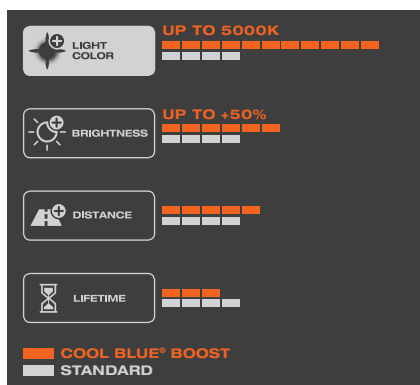 UP TO 5000K
LIGHT
COLOR
UP TO +50%
BRIGHTNESS
DISTANCE
LIFETIME
COOL BLUE® BOOST
STANDARD